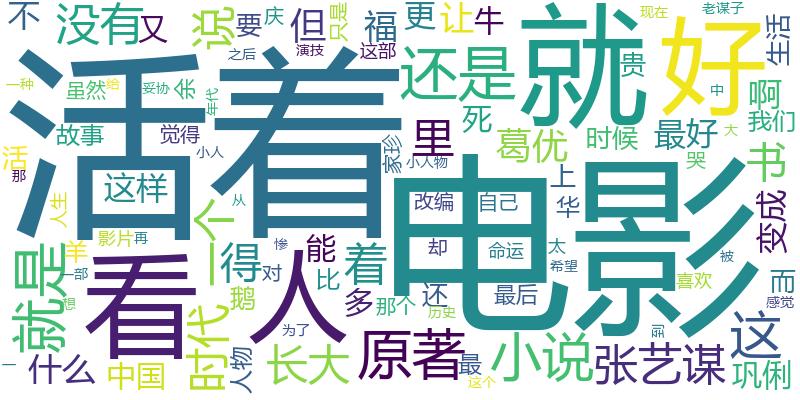 活着
电影
就
好
看
人
没有
又
说
要
庆
但
只是
福
更
让
牛
现在
老谋子
生活
不
之后
演技
这部
还是
贵
啊
一种
虽然
妥协
给
余
年代
死
葛优
时候
最好
我们
故事
觉得
里
家珍
小人物
哭
中
大
书
活
那
小人
这样
改编
自己
上
华
变成
人生
一个
从
羊
影片
再
惨
能
却
命运
太
希望
被
而
就是
一部
想
得
对
比
着
那个
还
最后
喜欢
感觉
鹅
多
历史
到
时代
为了
原著
小说
张艺谋
这
一
什么
中国
人物
长大
最
这个
巩俐